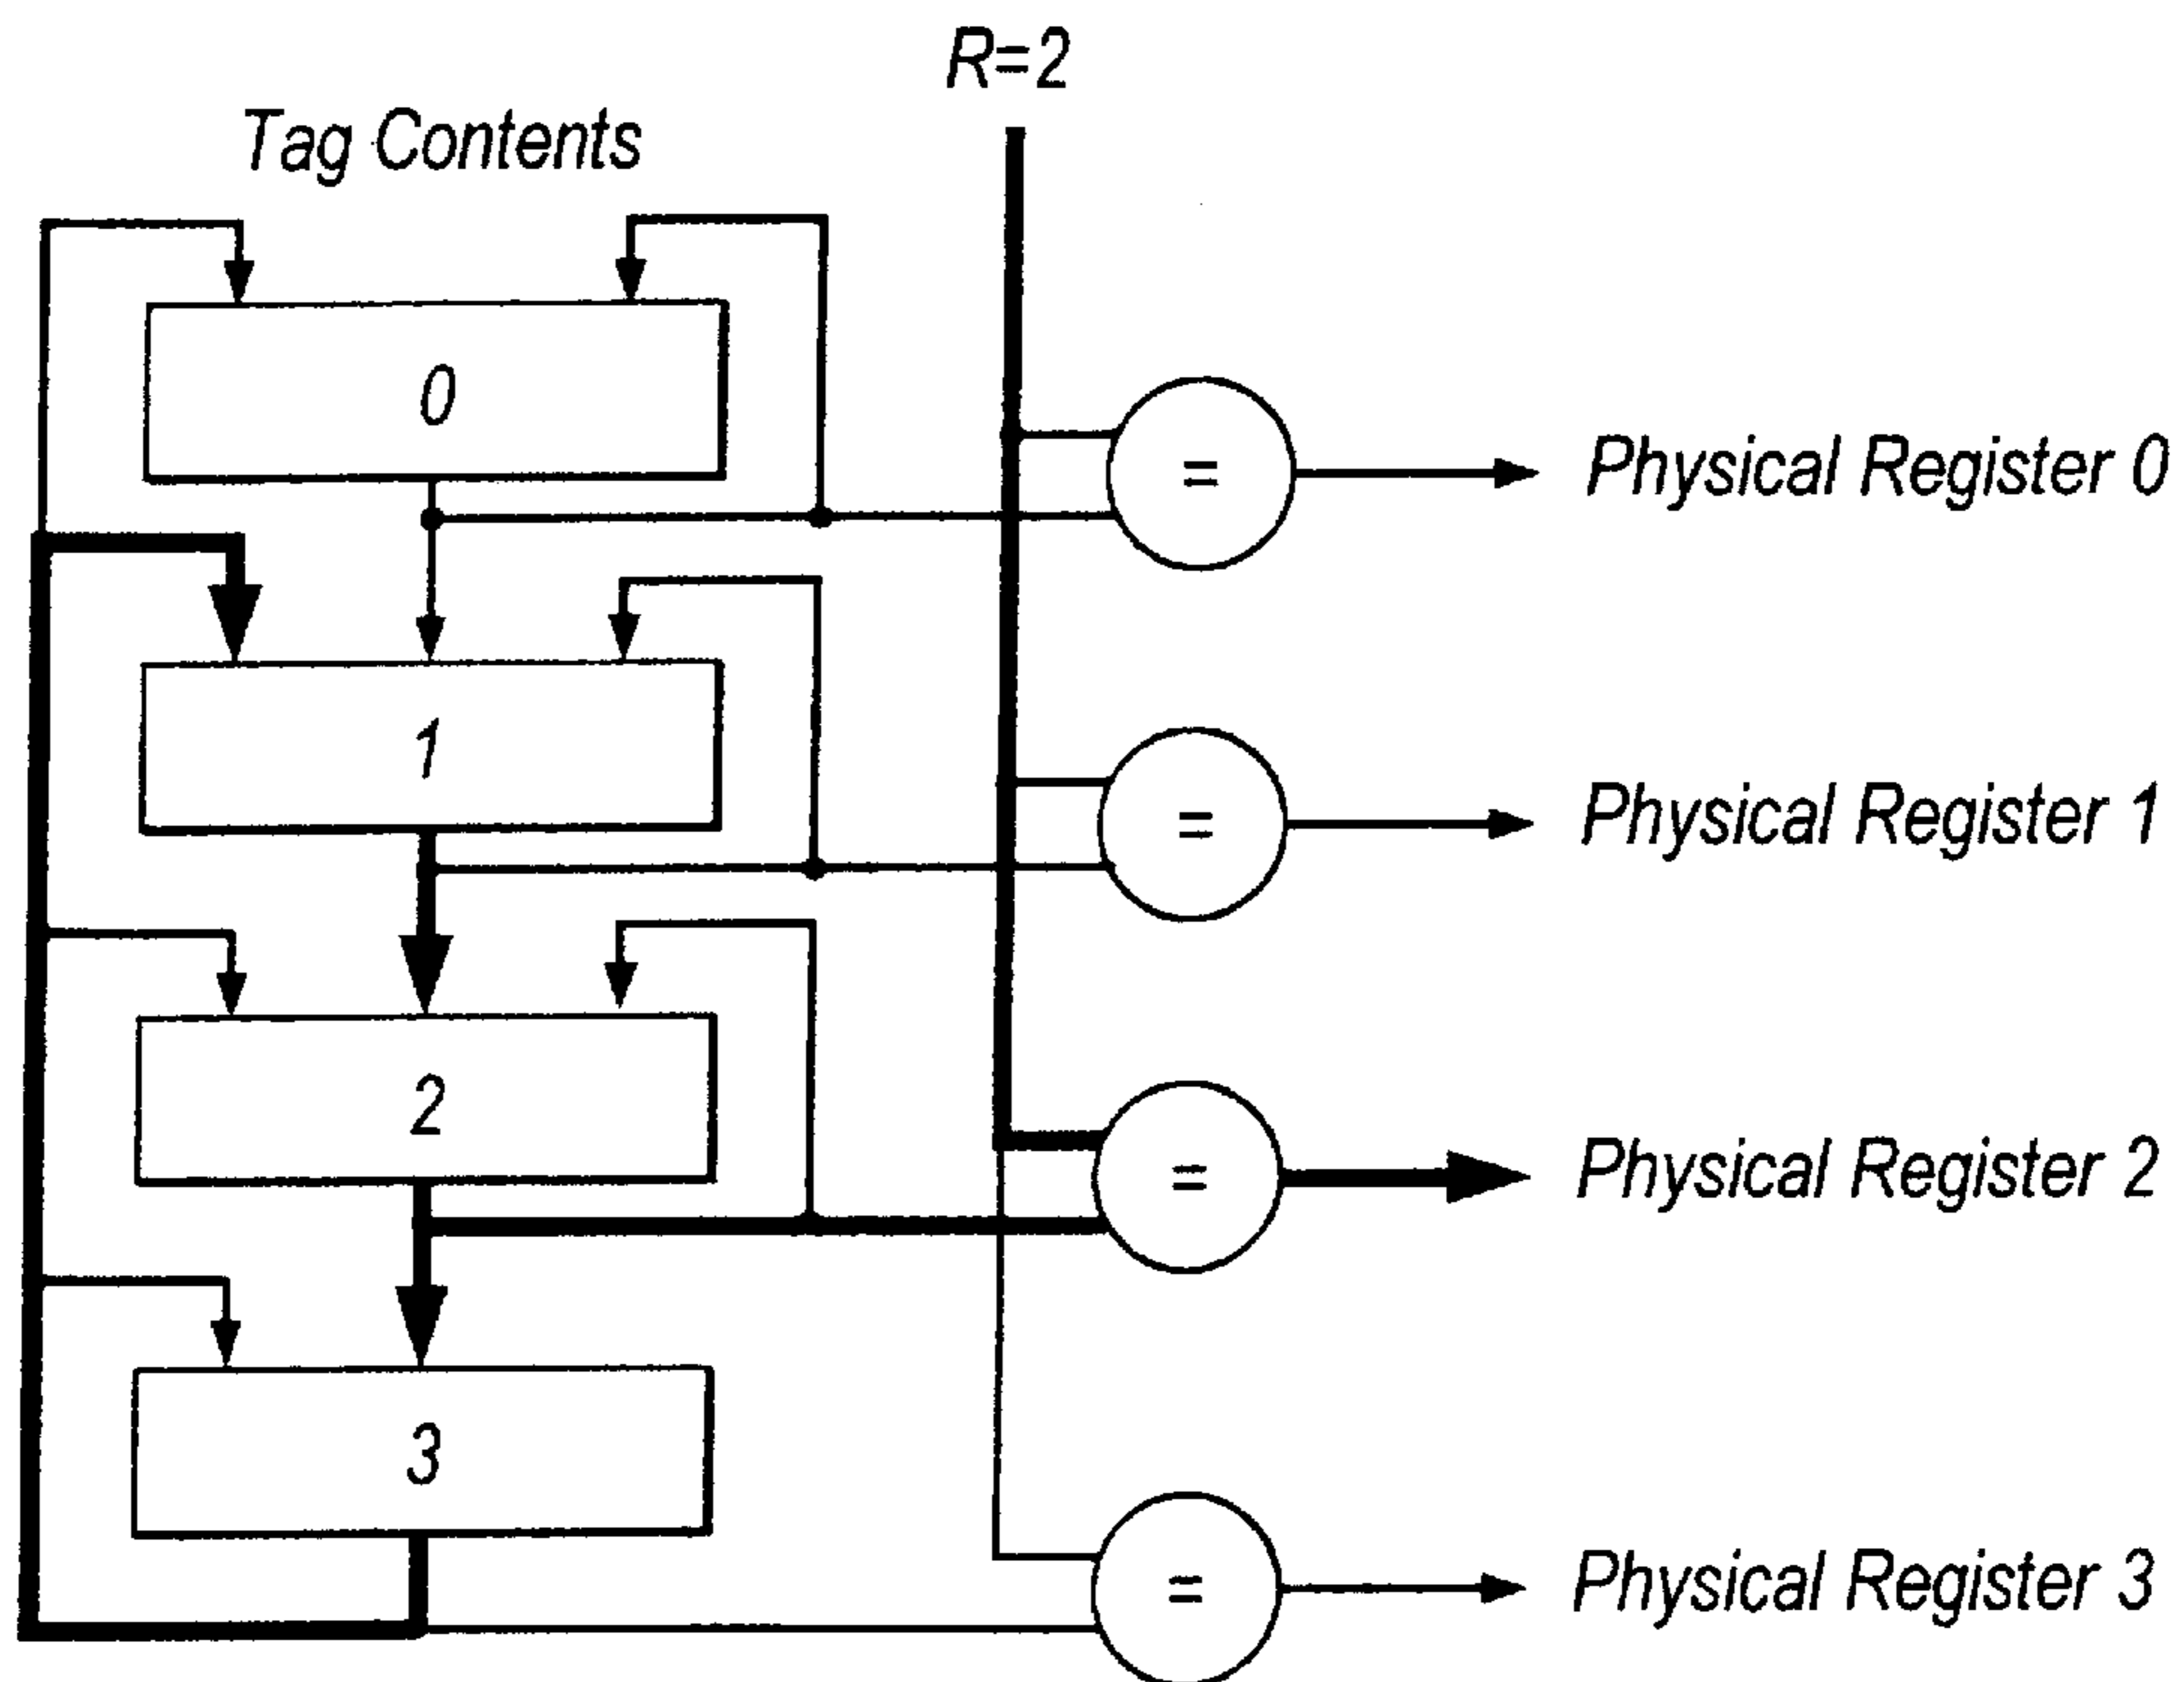 R=2
Tag Contents
0
= Physical Register 0
1
= Physical Register 1
2
= Physical Register 2
3
= Physical Register 3